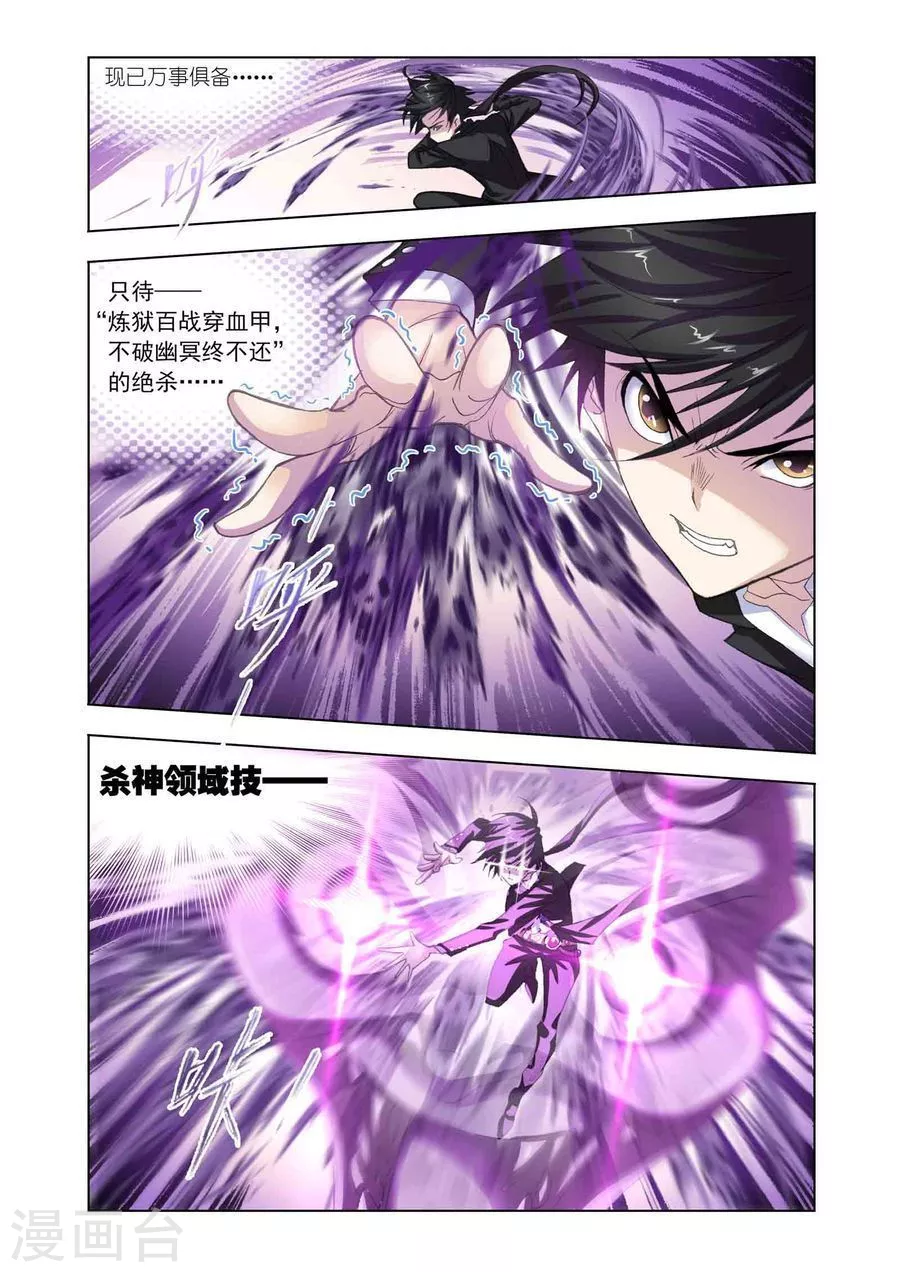 现已万事俱备……
呼
只待——
“炼狱百战穿血甲，
不破幽冥终不还”
的绝杀……
呼
杀神领域技——
咔
漫画台